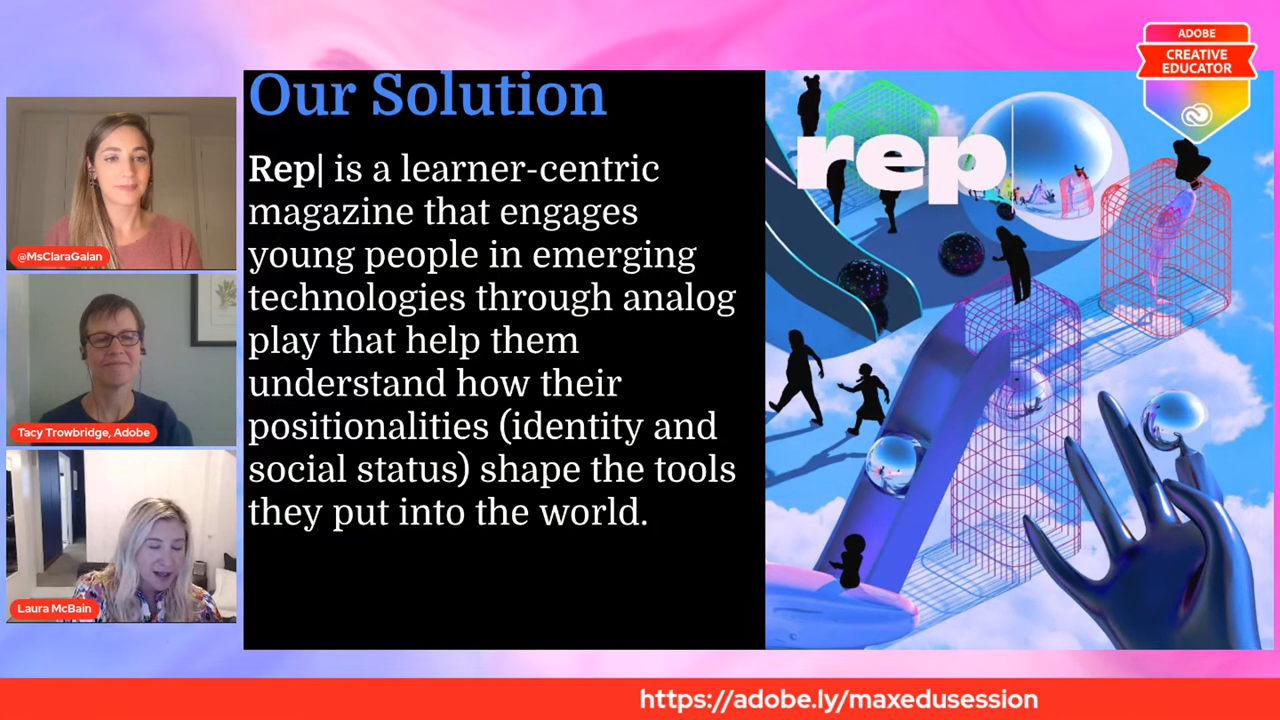 ADOBE
CREATIVE
EDUCATOR
@MsClaraGalan
Tacy Trowbridge, Adobe
Laura McBain
Our Solution
Rep| is a learner-centric
magazine that engages
young people in emerging
technologies through analog
play that help them
understand how their
positionalities (identity and
social status) shape the tools
they put into the world.
rep|
https://adobe.ly/maxedusession